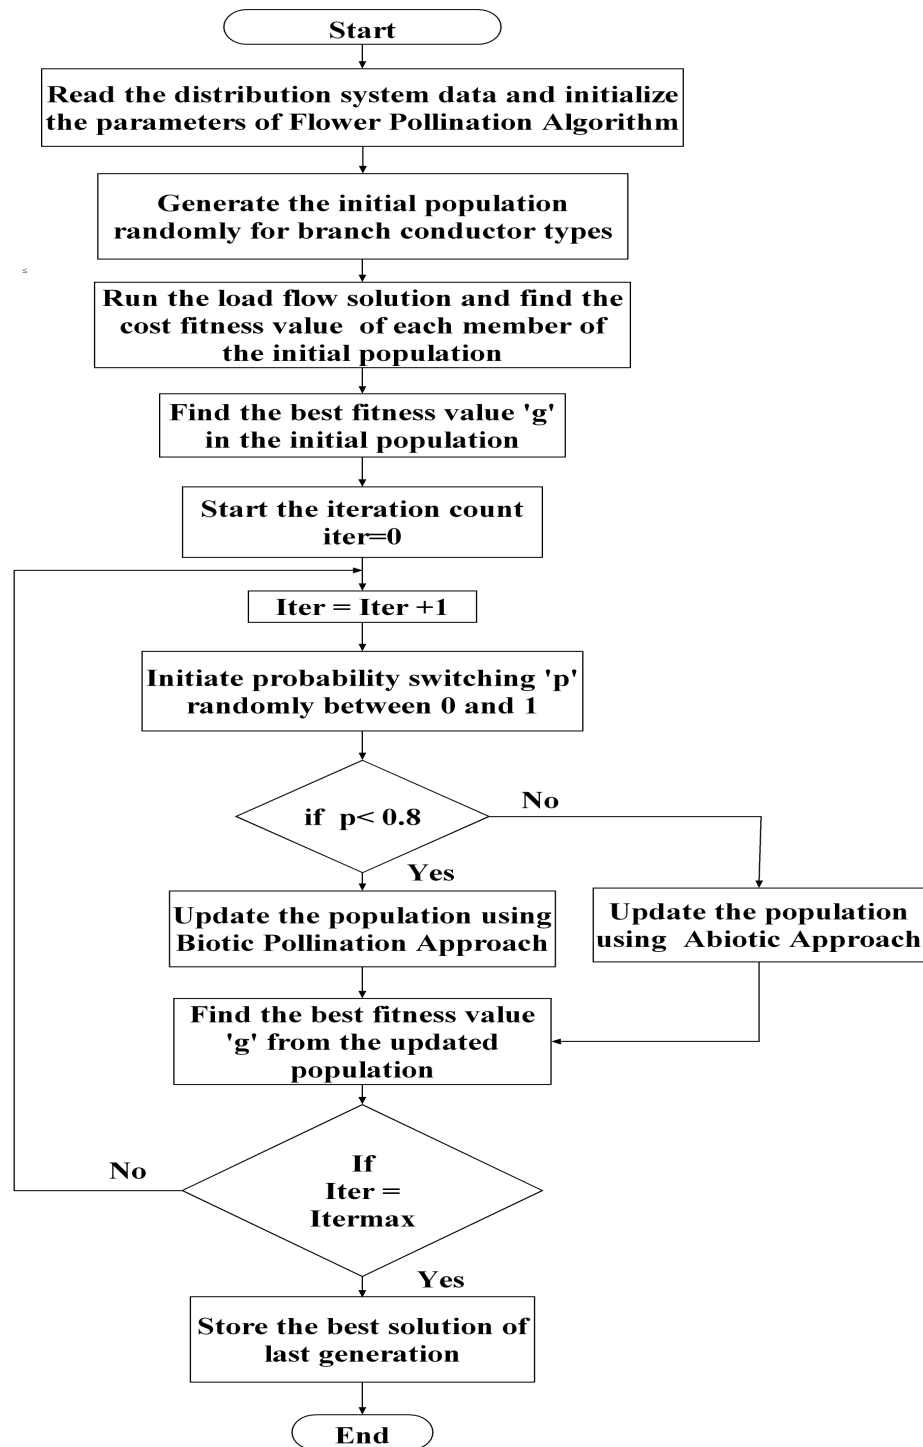 Start
Read the distribution system data and initialize
the parameters of Flower Pollination Algorithm
Generate the initial population
randomly for branch conductor types
≤
Run the load flow solution and find the
cost fitness value of each member of
the initial population
Find the best fitness value 'g'
in the initial population
Start the iteration count
iter=0
Iter = Iter +1
Initiate probability switching 'p'
randomly between 0 and 1
if p< 0.8
No
Yes
Update the population using
Biotic Pollination Approach
Update the population
using Abiotic Approach
Find the best fitness value
'g' from the updated
population
No
If
Iter =
Itermax
Yes
Store the best solution of
last generation
End